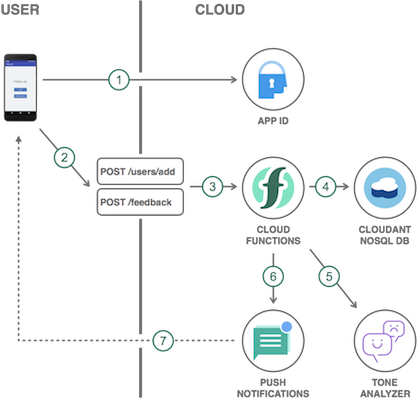 USER
CLOUD
1
APP ID
2
POST /users/add
POST /feedback
3
CLOUD
FUNCTIONS
4
CLOUDANT
NOSQL DB
6
5
7
PUSH
NOTIFICATIONS
TONE
ANALYZER